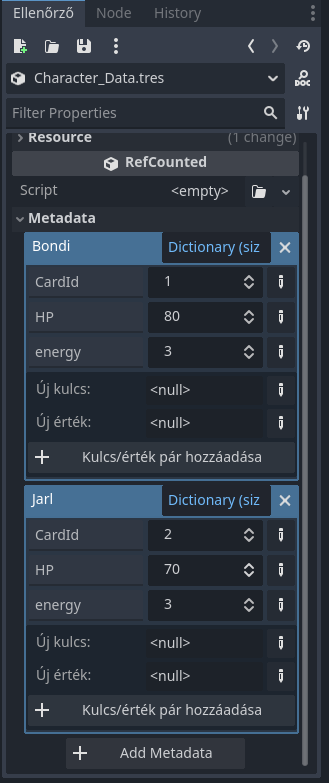 Ellenőrző Node History
Character_Data.tres
Filter Properties
Resource (1 change)
RefCounted
Script <empty>
Metadata
Bondi Dictionary (siz
CardId 1
HP 80
energy 3
Új kulcs: <null>
Új érték: <null>
Kulcs/érték pár hozzáadása
Jarl Dictionary (siz
CardId 2
HP 70
energy 3
Új kulcs: <null>
Új érték: <null>
Kulcs/érték pár hozzáadása
Add Metadata